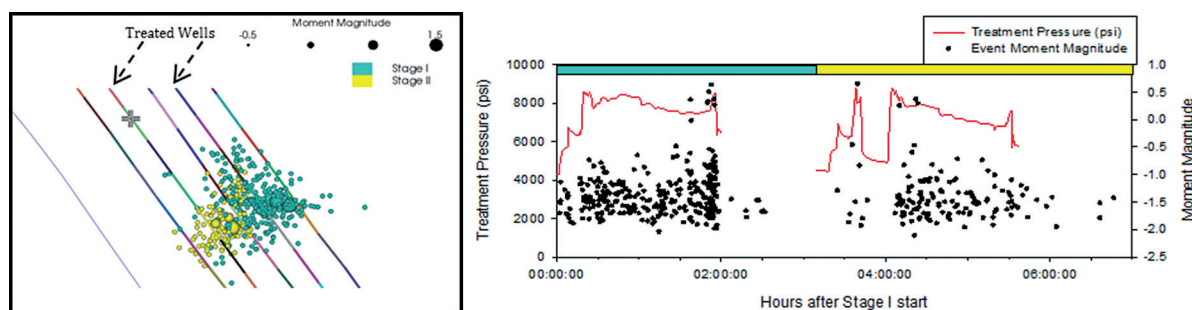 Moment Magnitude
Treated Wells
-0.5
1.5
Stage I
Stage II
Treatment Pressure (psi)
Event Moment Magnitude
10000
8000
6000
4000
2000
0
Treatment Pressure (psi)
1.0
0.5
0.0
-0.5
-1.0
-1.5
-2.0
-2.5
Moment Magnitude
00:00:00
02:00:00
04:00:00
06:00:00
Hours after Stage I start